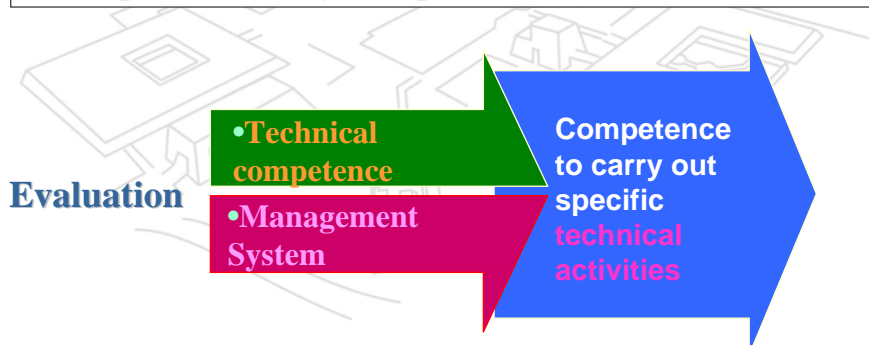 Evaluation
•Technical
competence
•Management
System
Competence
to carry out
specific
technical
activities